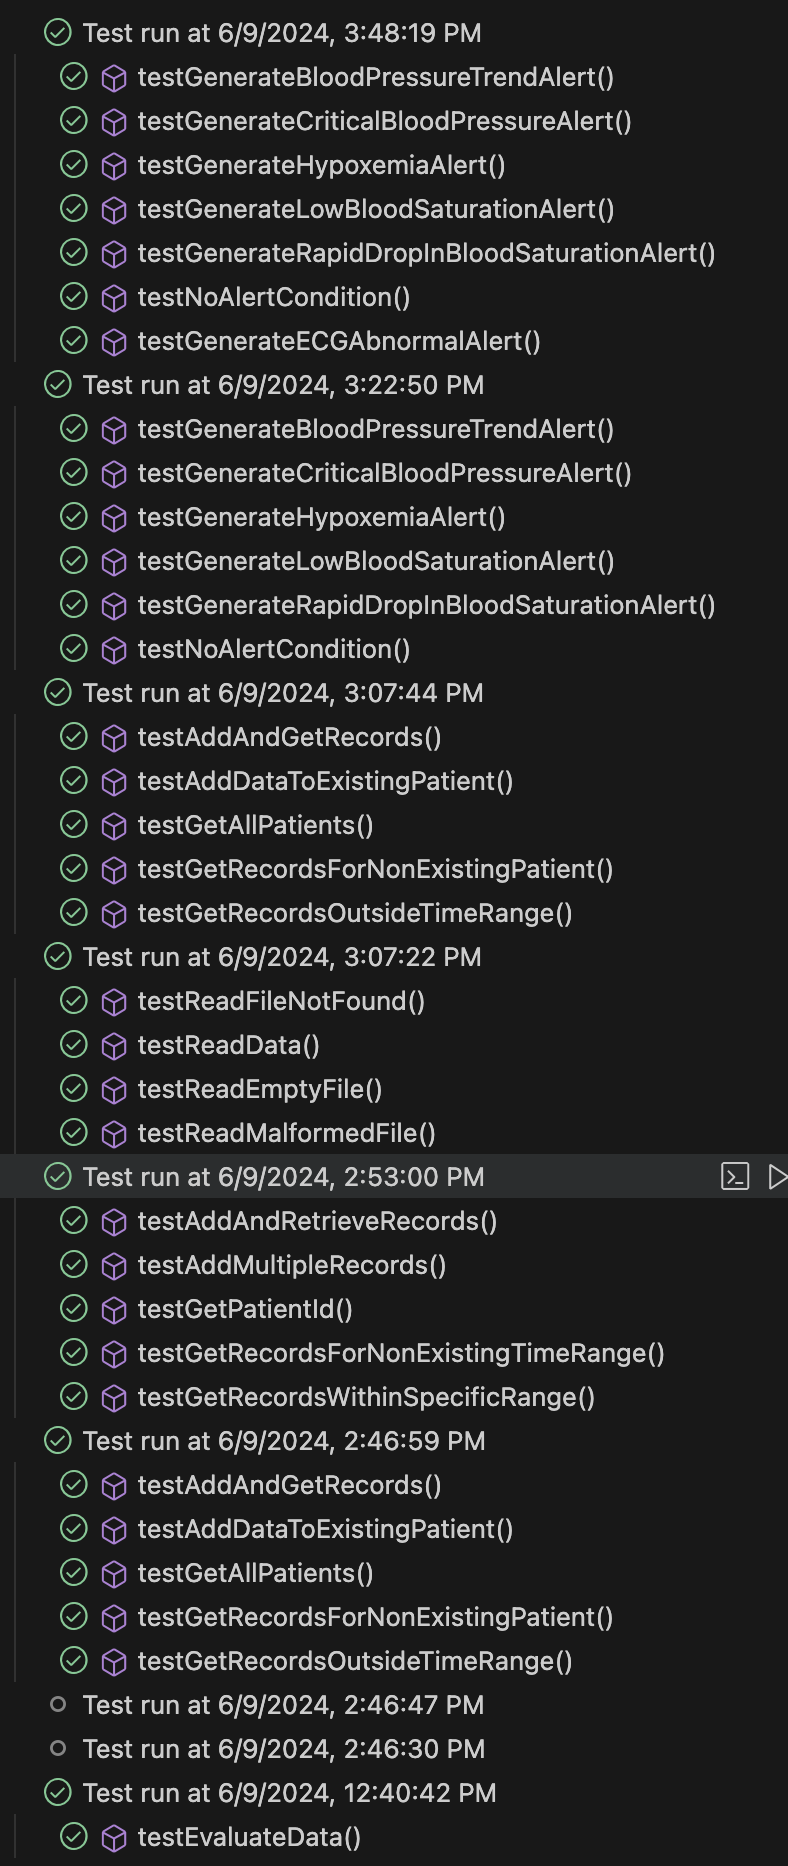 Test run at 6/9/2024, 3:48:19 PM
testGenerateBloodPressureTrendAlert()
testGenerateCriticalBloodPressureAlert()
testGenerateHypoxemiaAlert()
testGenerateLowBloodSaturationAlert()
testGenerateRapidDropInBloodSaturationAlert()
testNoAlertCondition()
testGenerateECGAbnormalAlert()
Test run at 6/9/2024, 3:22:50 PM
testGenerateBloodPressureTrendAlert()
testGenerateCriticalBloodPressureAlert()
testGenerateHypoxemiaAlert()
testGenerateLowBloodSaturationAlert()
testGenerateRapidDropInBloodSaturationAlert()
testNoAlertCondition()
Test run at 6/9/2024, 3:07:44 PM
testAddAndGetRecords()
testAddDataToExistingPatient()
testGetAllPatients()
testGetRecordsForNonExistingPatient()
testGetRecordsOutsideTimeRange()
Test run at 6/9/2024, 3:07:22 PM
testReadFileNotFound()
testReadData()
testReadEmptyFile()
testReadMalformedFile()
Test run at 6/9/2024, 2:53:00 PM
testAddAndRetrieveRecords()
testAddMultipleRecords()
testGetPatientId()
testGetRecordsForNonExistingTimeRange()
testGetRecordsWithinSpecificRange()
Test run at 6/9/2024, 2:46:59 PM
testAddAndGetRecords()
testAddDataToExistingPatient()
testGetAllPatients()
testGetRecordsForNonExistingPatient()
testGetRecordsOutsideTimeRange()
Test run at 6/9/2024, 2:46:47 PM
Test run at 6/9/2024, 2:46:30 PM
Test run at 6/9/2024, 12:40:42 PM
testEvaluateData()